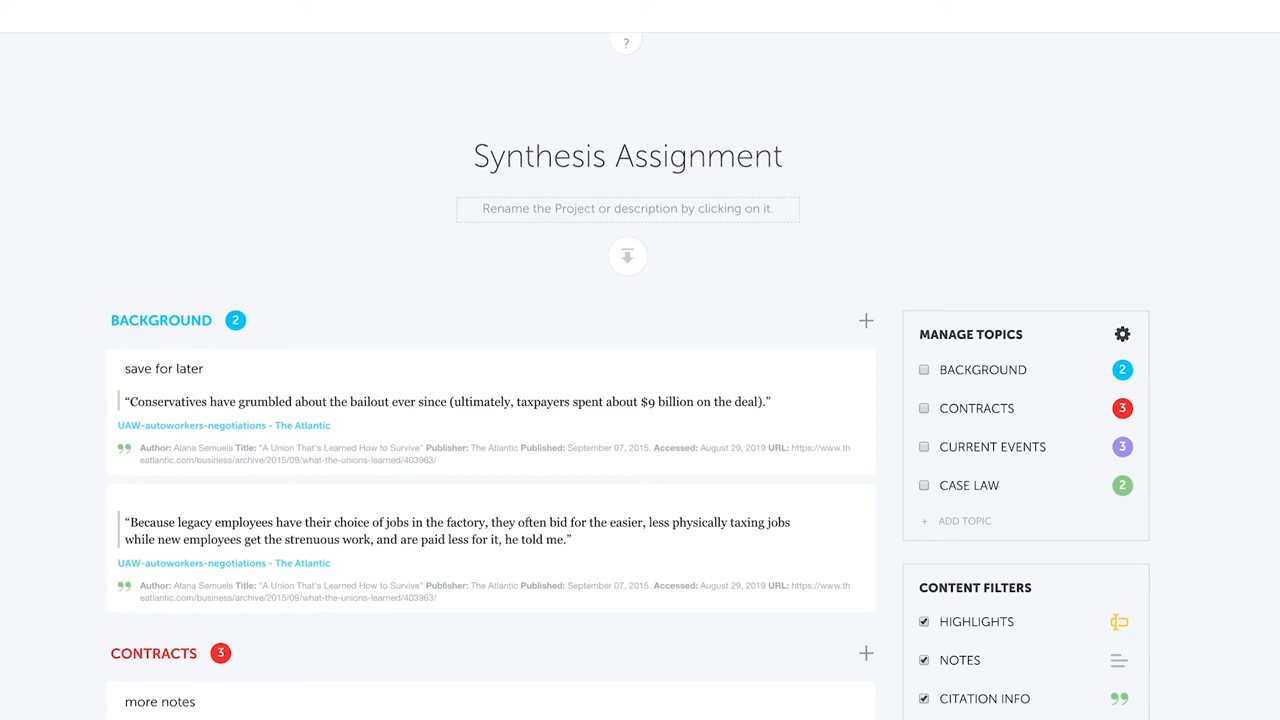 ?
Synthesis Assignment
Rename the Project or description by clicking on it.
BACKGROUND 2
save for later
“Conservatives have grumbled about the bailout ever since (ultimately, taxpayers spent about $9 billion on the deal).”
UAW-autoworkers-negotiations - The Atlantic
Author: Alana Semuels Title: "A Union That's Learned How to Survive" Publisher: The Atlantic Published: September 07, 2015. Accessed: August 29, 2019 URL: https://www.th
eatlantic.com/business/archive/2015/09/what-the-unions-learned/403963/
“Because legacy employees have their choice of jobs in the factory, they often bid for the easier, less physically taxing jobs
while new employees get the strenuous work, and are paid less for it, he told me.”
UAW-autoworkers-negotiations - The Atlantic
Author: Alana Semuels Title: "A Union That's Learned How to Survive" Publisher: The Atlantic Published: September 07, 2015. Accessed: August 29, 2019 URL: https://www.th
eatlantic.com/business/archive/2015/09/what-the-unions-learned/403963/
CONTRACTS 3
more notes
MANAGE TOPICS
BACKGROUND 2
CONTRACTS 3
CURRENT EVENTS 3
CASE LAW 2
+ ADD TOPIC
CONTENT FILTERS
HIGHLIGHTS
NOTES
CITATION INFO